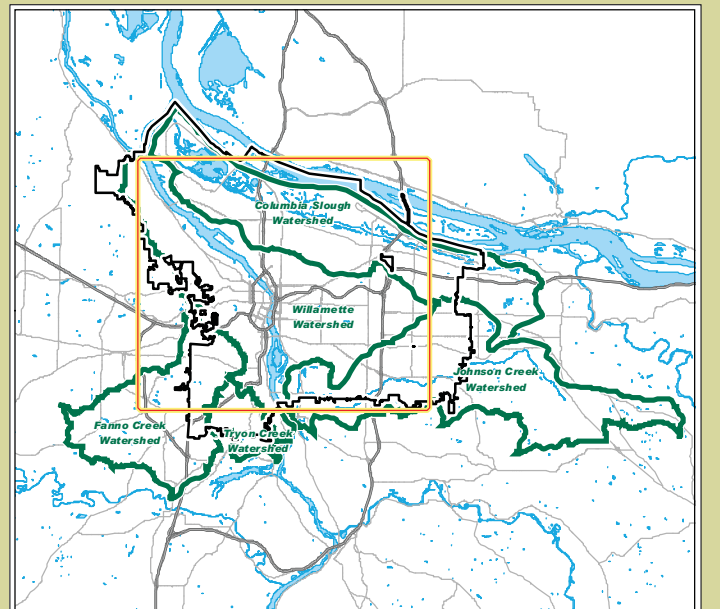 Columbia Slough
Watershed
Willamette
Watershed
Johnson Creek
Watershed
Fanno Creek
Watershed
Tryon Creek
Watershed